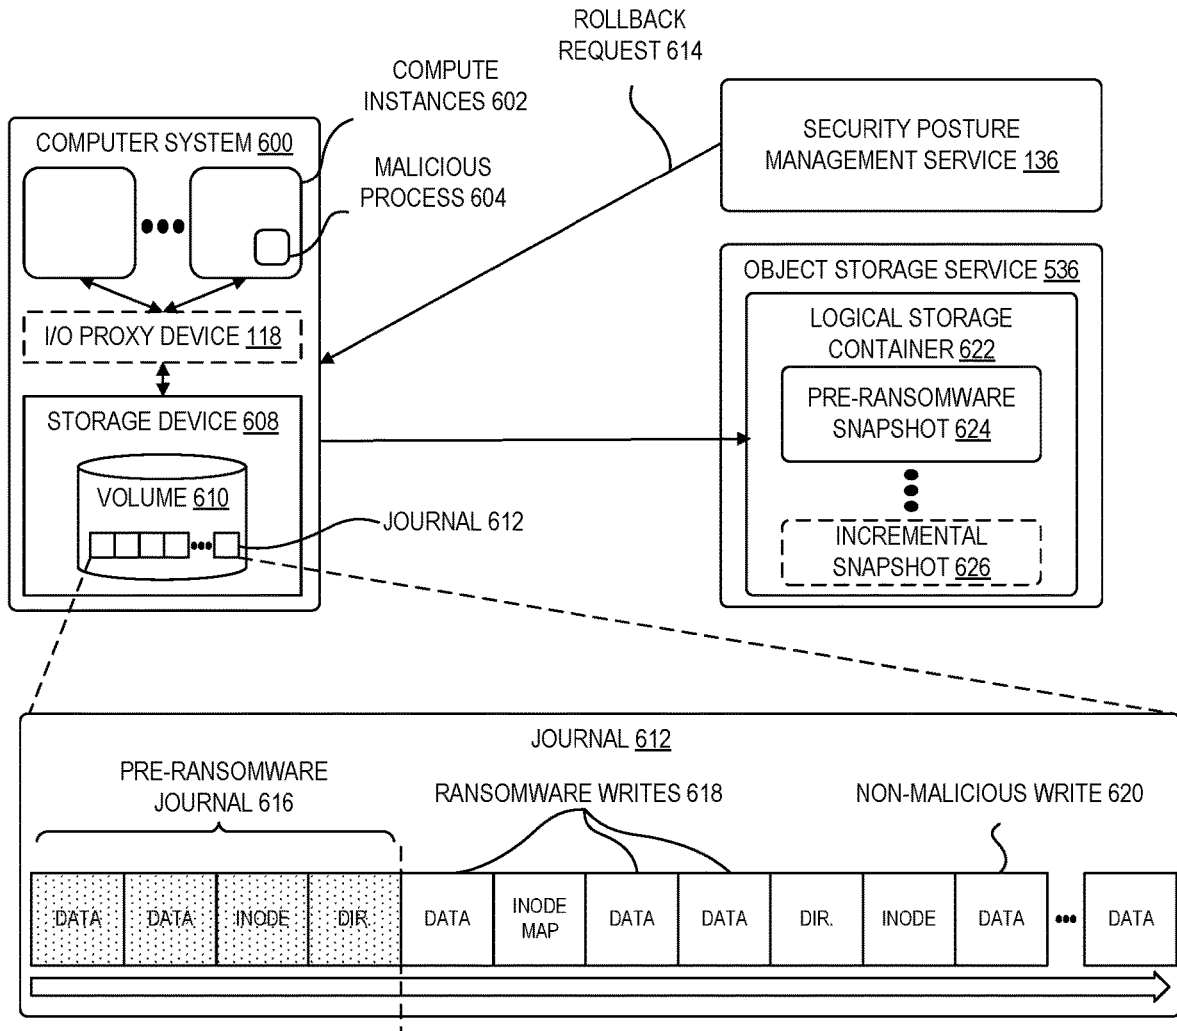 ROLLBACK
REQUEST 614
COMPUTE
INSTANCES 602
MALICIOUS
PROCESS 604
COMPUTER SYSTEM 600
I/O PROXY DEVICE 118
STORAGE DEVICE 608
VOLUME 610
JOURNAL 612
SECURITY POSTURE
MANAGEMENT SERVICE 136
OBJECT STORAGE SERVICE 536
LOGICAL STORAGE
CONTAINER 622
PRE-RANSOMWARE
SNAPSHOT 624
INCREMENTAL
SNAPSHOT 626
JOURNAL 612
PRE-RANSOMWARE
JOURNAL 616
RANSOMWARE WRITES 618
NON-MALICIOUS WRITE 620
DATA
DATA
INODE
DIR.
DATA
INODE
MAP
DATA
DATA
DIR.
INODE
DATA
DATA